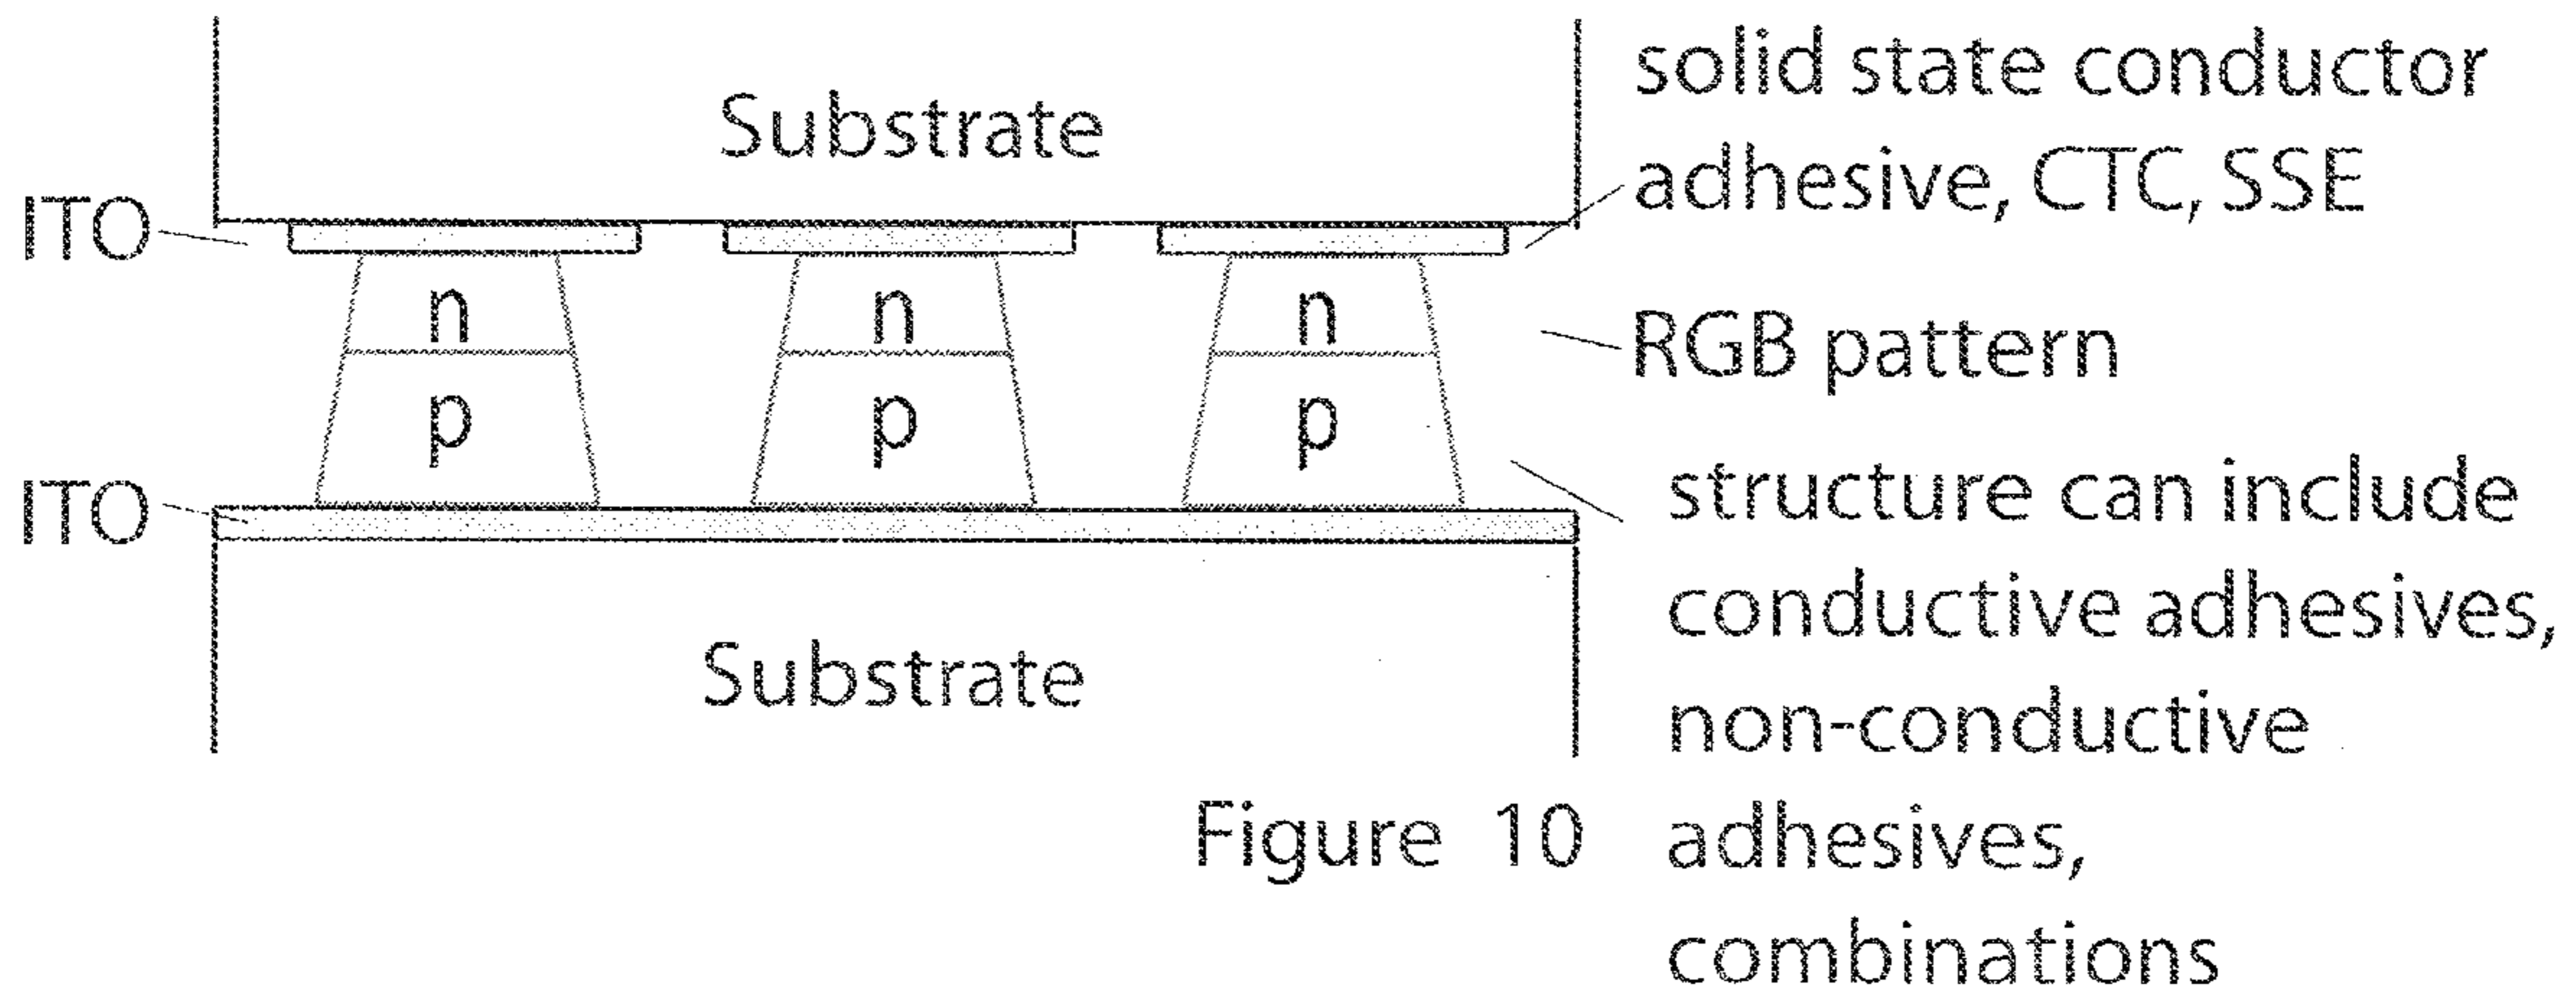 Substrate
ITO
n n n
p p p
ITO
Substrate
solid state conductor
adhesive, CTC, SSE
RGB pattern
structure can include
conductive adhesives,
non-conductive
adhesives,
combinations
Figure 10